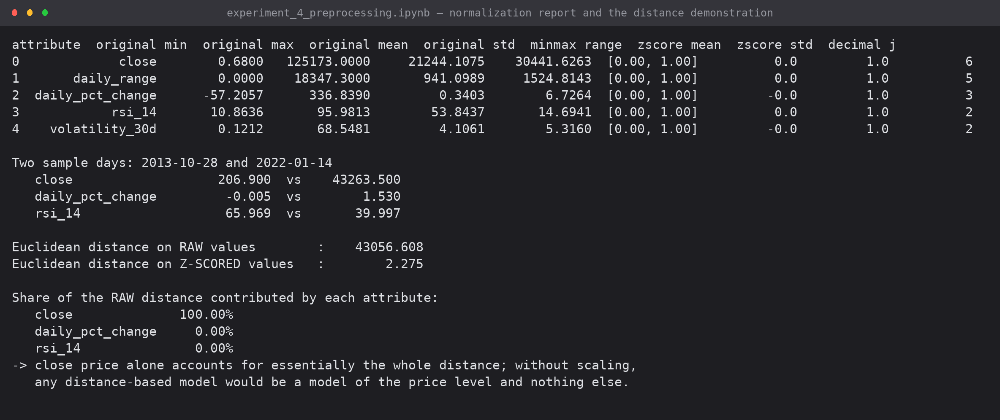 experiment_4_preprocessing.ipynb — normalization report and the distance demonstration
attribute  original min  original max  original mean  original std  minmax range  zscore mean  zscore std  decimal j
0             close        0.6800   125173.0000     21244.1075    30441.6263  [0.00, 1.00]          0.0         1.0          6
1       daily_range        0.0000    18347.3000       941.0989     1524.8143  [0.00, 1.00]          0.0         1.0          5
2  daily_pct_change      -57.2057      336.8390         0.3403        6.7264  [0.00, 1.00]         -0.0         1.0          3
3            rsi_14       10.8636       95.9813        53.8437       14.6941  [0.00, 1.00]          0.0         1.0          2
4    volatility_30d        0.1212       68.5481         4.1061        5.3160  [0.00, 1.00]         -0.0         1.0          2
Two sample days: 2013-10-28 and 2022-01-14
   close                   206.900  vs    43263.500
   daily_pct_change         -0.005  vs        1.530
   rsi_14                   65.969  vs       39.997
Euclidean distance on RAW values        :    43056.608
Euclidean distance on Z-SCORED values   :        2.275
Share of the RAW distance contributed by each attribute:
   close              100.00%
   daily_pct_change     0.00%
   rsi_14               0.00%
-> close price alone accounts for essentially the whole distance; without scaling,
   any distance-based model would be a model of the price level and nothing else.